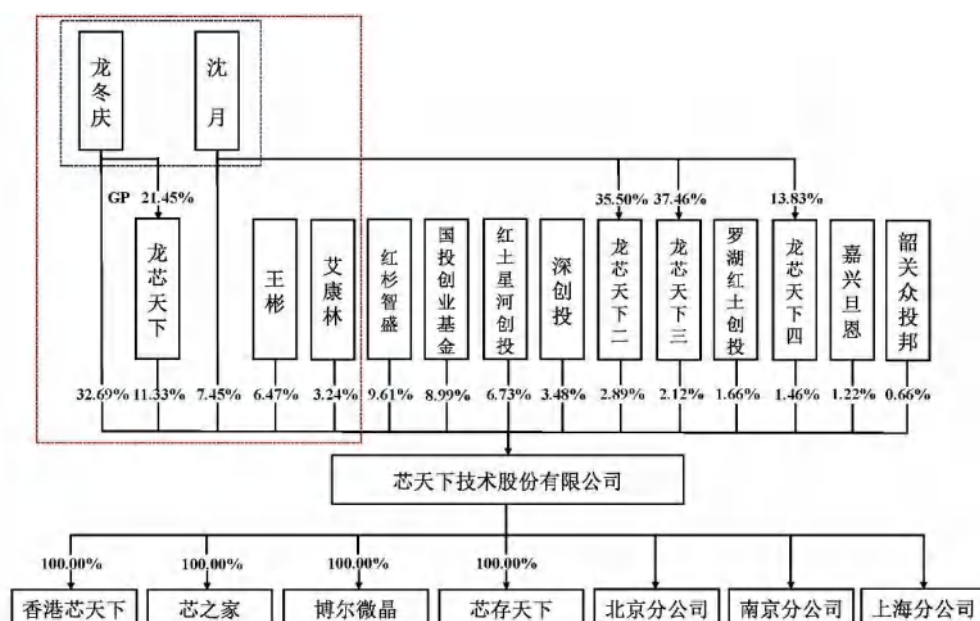 龙冬庆
沈月
GP 21.45%
35.50% 37.46% 13.83%
龙芯天下
王彬
艾康林
红杉智盛
国投创业基金
红土星河创投
深创投
龙芯天下二
龙芯天下三
罗湖红土创投
龙芯天下四
嘉兴旦恩
韶关众投邦
32.69% 11.33% 7.45% 6.47% 3.24% 9.61% 8.99% 6.73% 3.48% 2.89% 2.12% 1.66% 1.46% 1.22% 0.66%
芯天下技术股份有限公司
100.00% 100.00% 100.00% 100.00%
香港芯天下 芯之家 博尔微晶 芯存天下 北京分公司 南京分公司 上海分公司